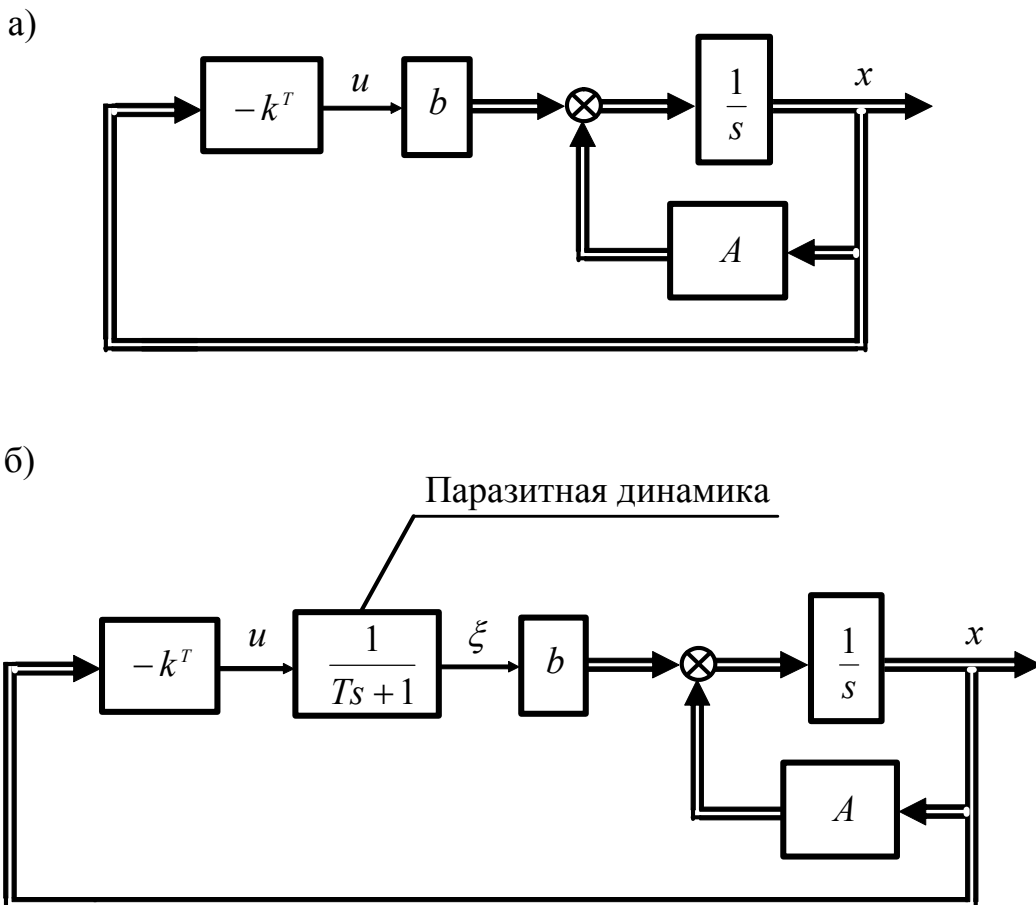 а)
−k^T
u
b
1/s
x
A
б)
Паразитная динамика
−k^T
u
1/(Ts + 1)
ξ
b
1/s
x
A